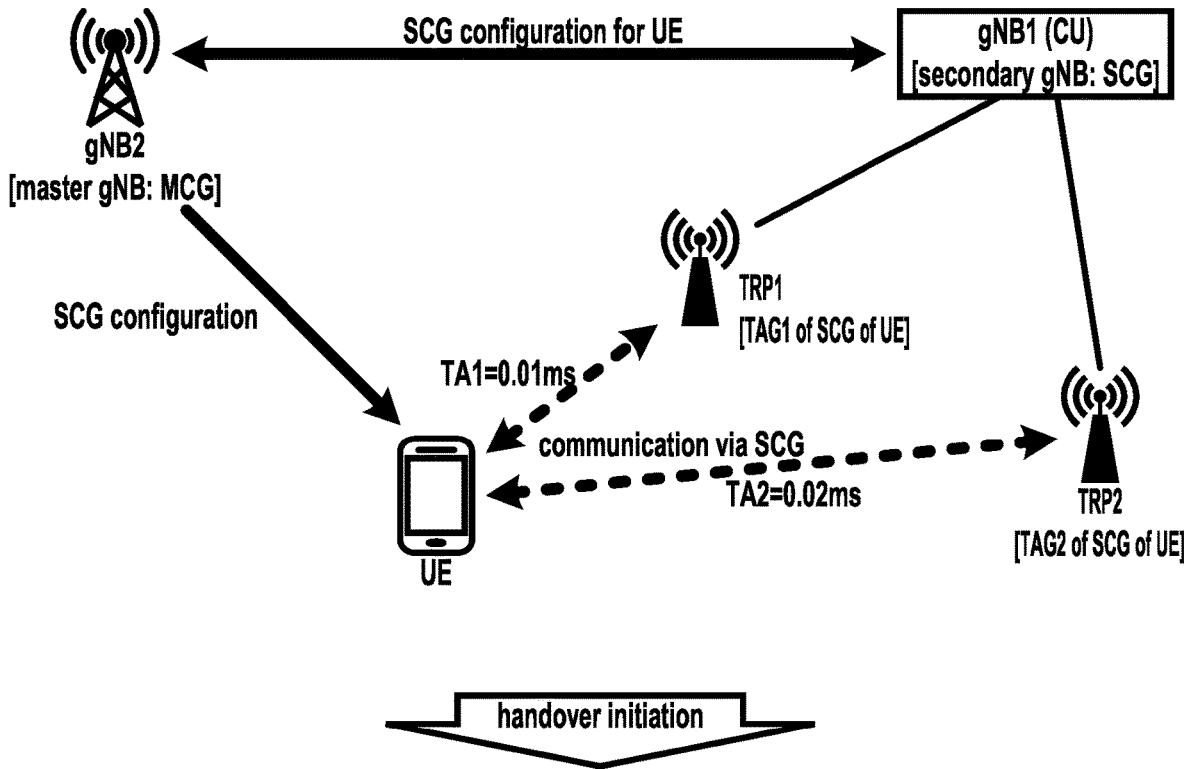 SCG configuration for UE
gNB1 (CU)
[secondary gNB: SCG]
gNB2
[master gNB: MCG]
SCG configuration
TRP1
[TAG1 of SCG of UE]
TA1=0.01ms
communication via SCG
TA2=0.02ms
TRP2
[TAG2 of SCG of UE]
UE
handover initiation